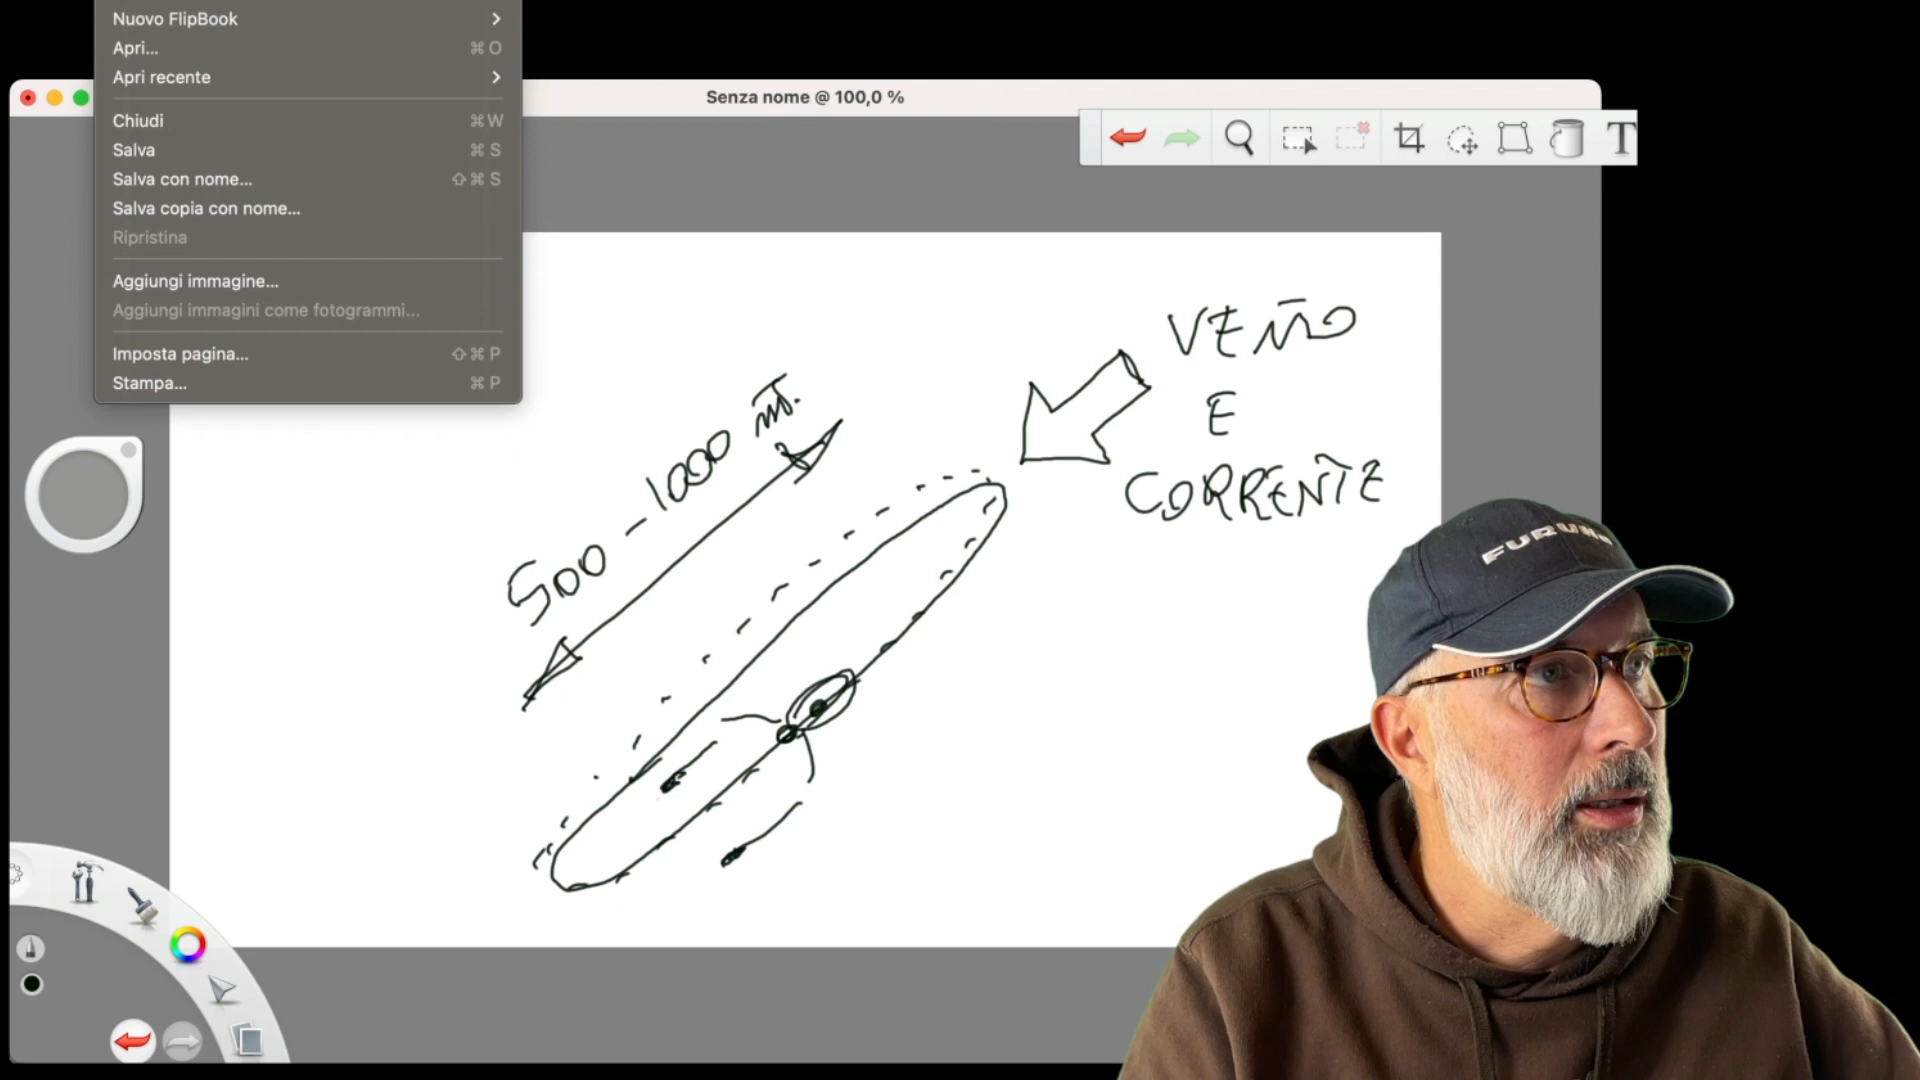 Nuovo FlipBook
Apri... ⌘ O
Apri recente
Chiudi ⌘ W
Salva ⌘ S
Salva con nome... ⇧ ⌘ S
Salva copia con nome...
Ripristina
Aggiungi immagine...
Aggiungi immagini come fotogrammi...
Imposta pagina... ⇧ ⌘ P
Stampa... ⌘ P
Senza nome @ 100,0 %
T
VENTO
E
CORRENTE
500 - 1000 mt.
FURUNO